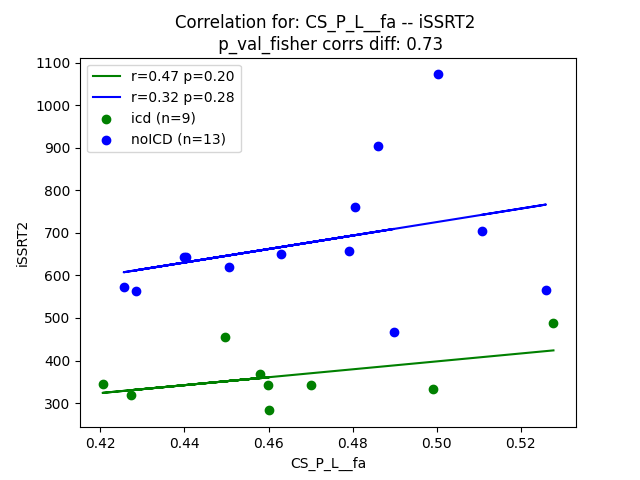 Correlation for: CS_P_L__fa -- iSSRT2
p_val_fisher corrs diff: 0.73
r=0.47 p=0.20
r=0.32 p=0.28
icd (n=9)
noICD (n=13)
1100
1000
900
800
700
600
500
400
300
iSSRT2
0.42 0.44 0.46 0.48 0.50 0.52
CS_P_L__fa